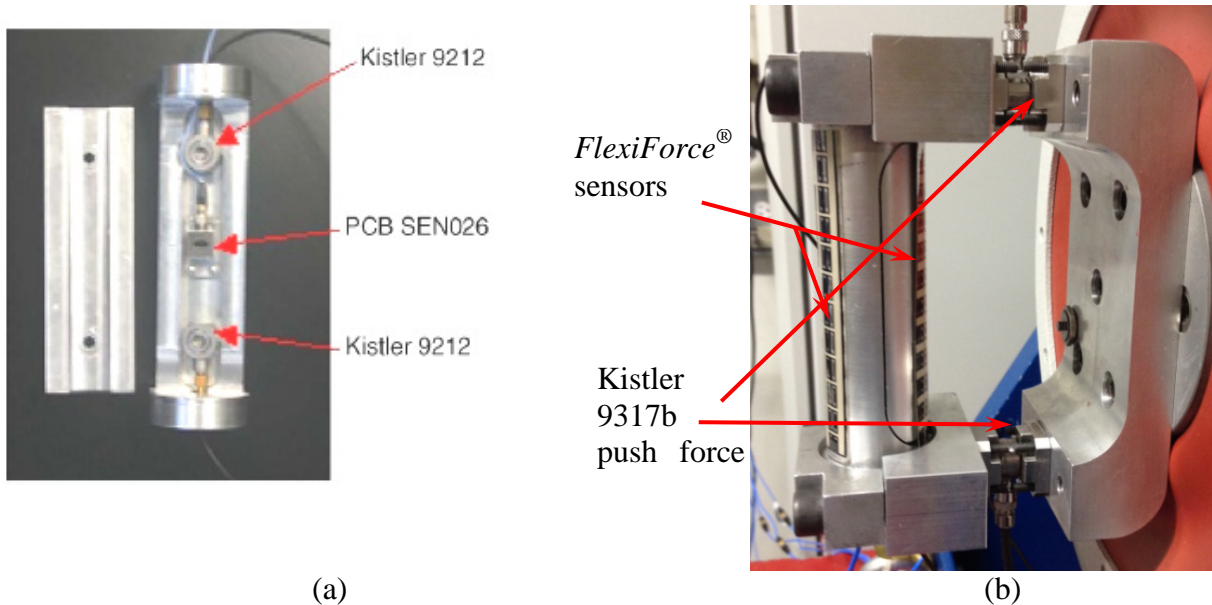 Kistler 9212
PCB SEN026
Kistler 9212
(a)
FlexiForce®
sensors
Kistler
9317b
push force
(b)